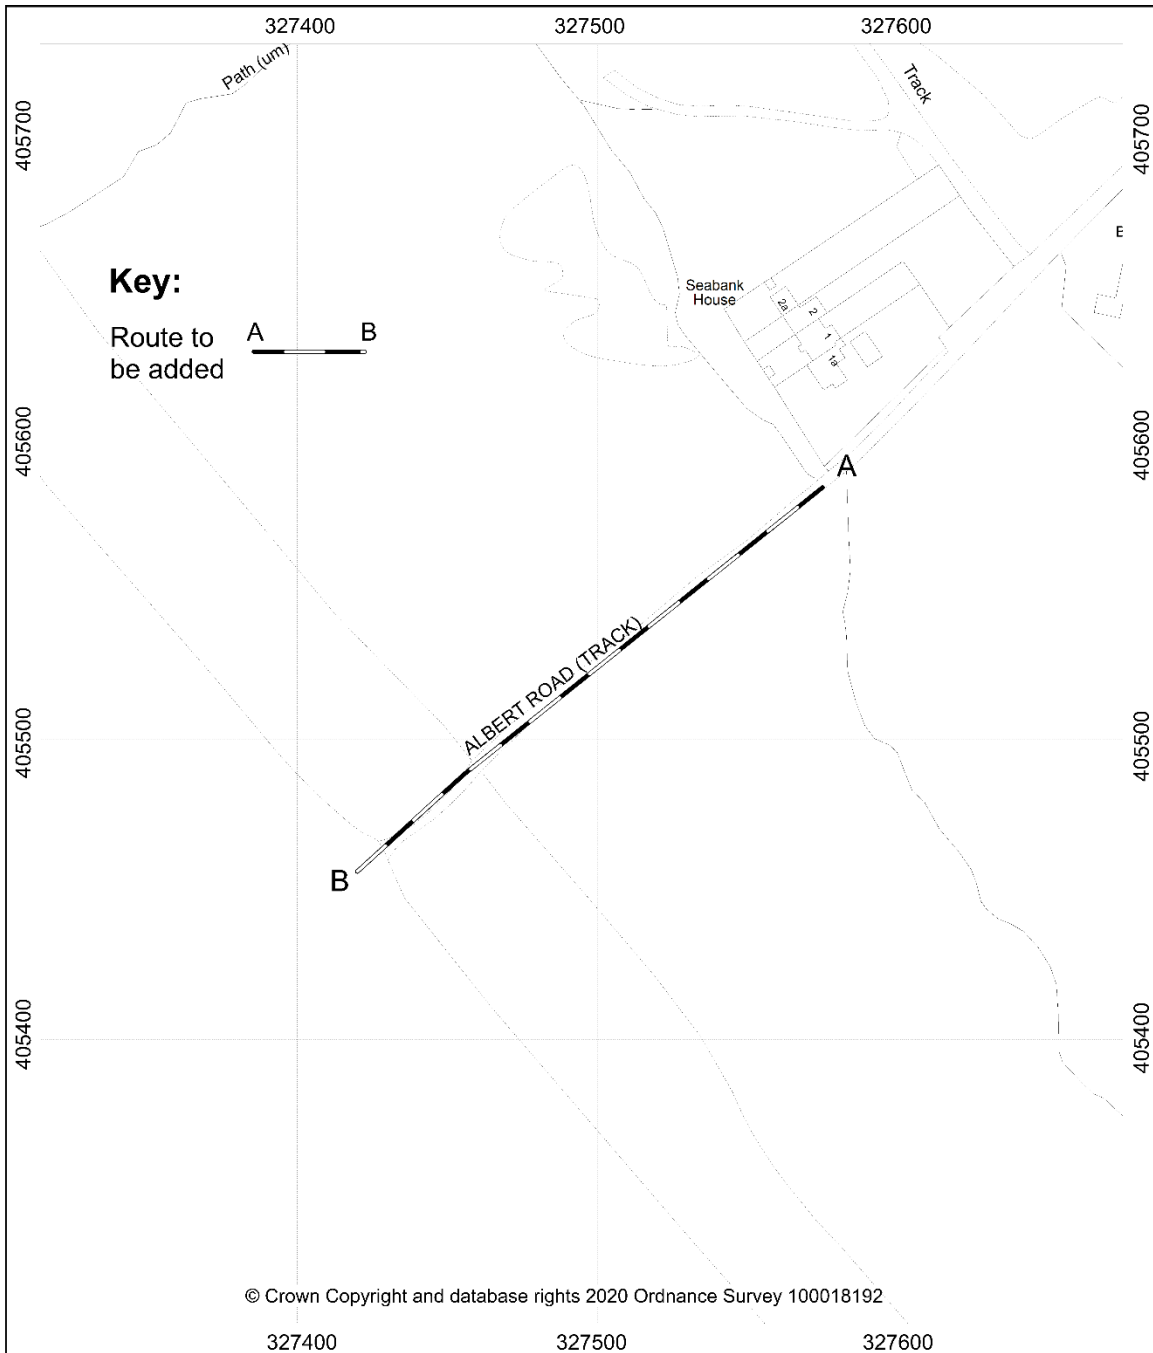 327400
327500
327600
Path (um)
Track
405700
405700
E
Key:
Seabank
House
2a
2
1
1a
Route to
be added
A
B
405600
405600
A
ALBERT ROAD (TRACK)
405500
405500
B
405400
405400
© Crown Copyright and database rights 2020 Ordnance Survey 100018192
327400
327500
327600